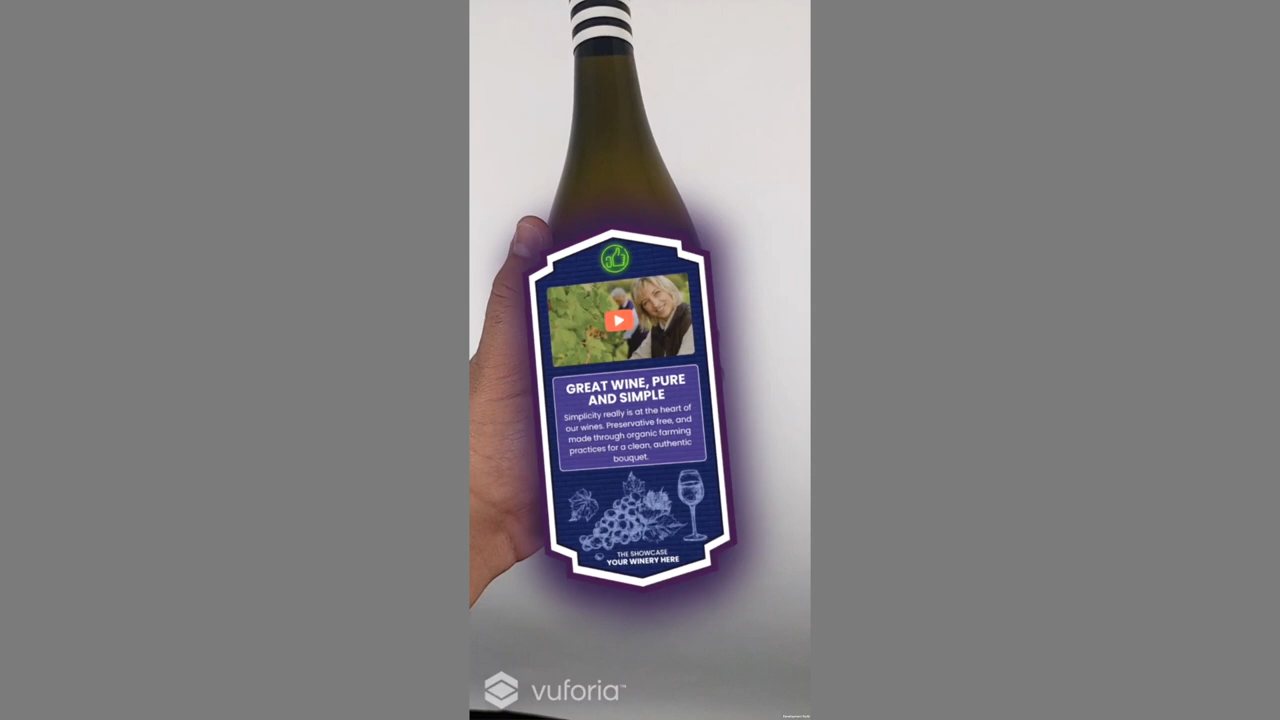 GREAT WINE, PURE
AND SIMPLE
Simplicity really is at the heart of
our wines. Preservative free, and
made through organic farming
practices for a clean, authentic
bouquet.
THE SHOWCASE
YOUR WINERY HERE
vuforia™